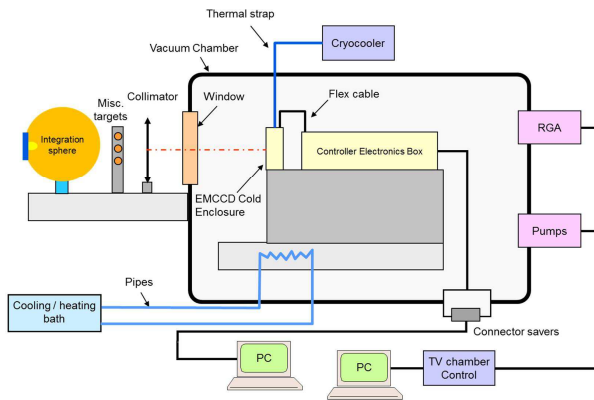 Thermal strap
Cryocooler
Vacuum Chamber
Collimator
Misc.
targets
Window
Flex cable
Integration
sphere
Controller Electronics Box
RGA
EMCCD Cold
Enclosure
Pumps
Pipes
Cooling / heating
bath
Connector savers
PC
PC
TV chamber
Control